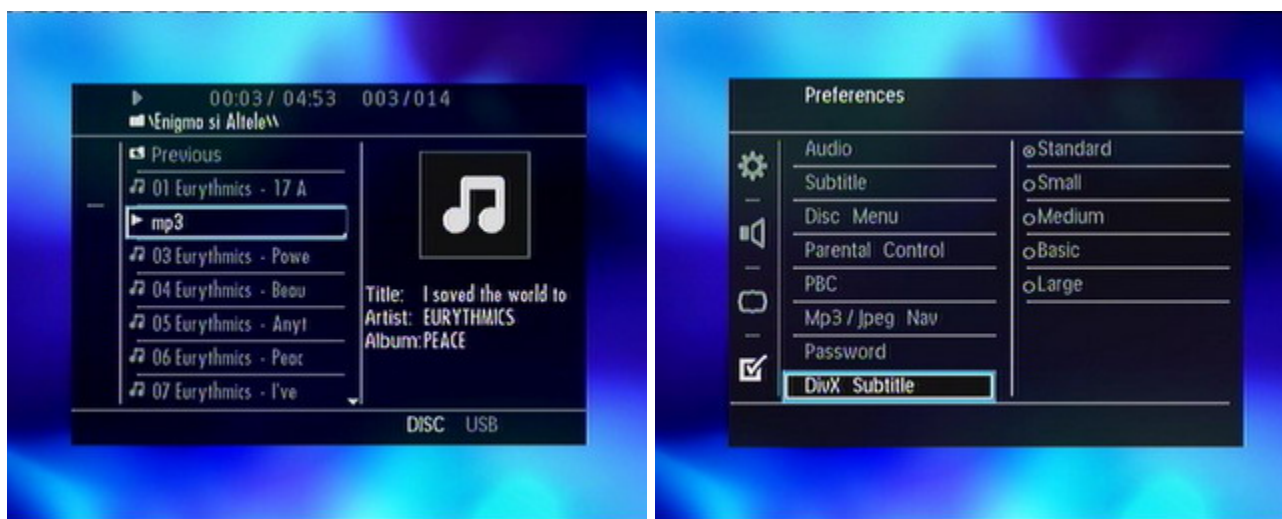 00:03 / 04:53 003/014
\Enigma si Altele\\
Previous
01 Eurythmics - 17 A
mp3
03 Eurythmics - Powe
04 Eurythmics - Beau
05 Eurythmics - Anyt
06 Eurythmics - Peac
07 Eurythmics - I've
Title: I saved the world to
Artist: EURYTHMICS
Album: PEACE
DISC USB
Preferences
Audio
Subtitle
Disc Menu
Parental Control
PBC
Mp3 / Jpeg Nav
Password
DivX Subtitle
Standard
Small
Medium
Basic
Large